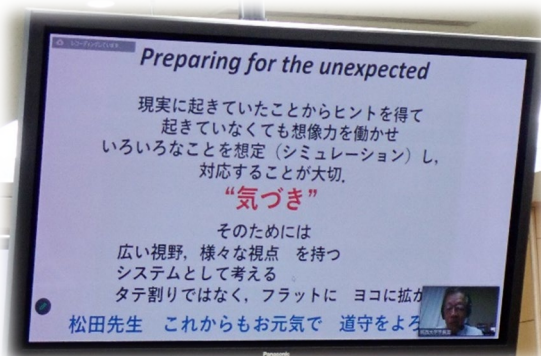 Preparing for the unexpected
現実に起きていたことからヒントを得て
起きていなくても想像力を働かせ
いろいろなことを想定（シミュレーション）し，
対応することが大切．
“気づき”
そのためには
広い視野，様々な視点　を持つ
システムとして考える
タテ割りではなく，フラットに　ヨコに拡が
松田先生　これからもお元気で　道守をよろ
Panasonic